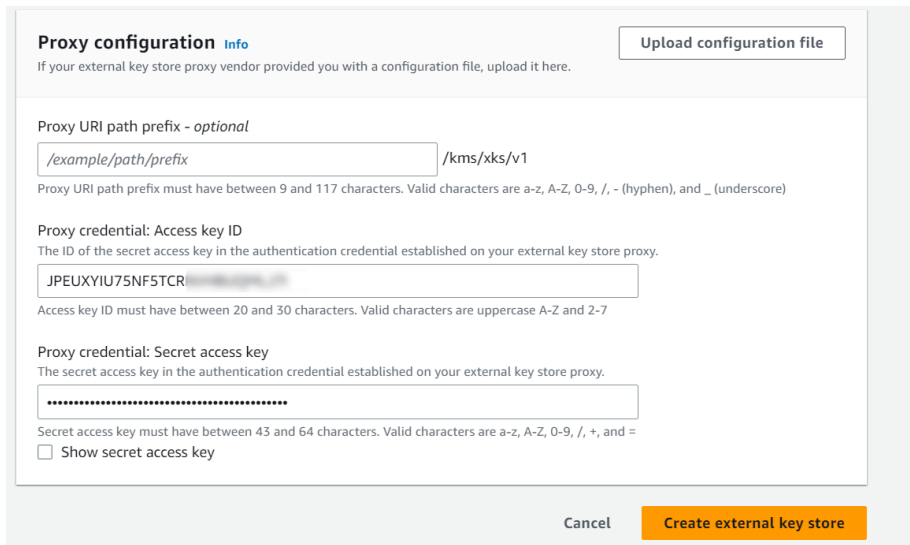 Proxy configuration Info
Upload configuration file
If your external key store proxy vendor provided you with a configuration file, upload it here.
Proxy URI path prefix - optional
/example/path/prefix /kms/xks/v1
Proxy URI path prefix must have between 9 and 117 characters. Valid characters are a-z, A-Z, 0-9, /, - (hyphen), and _ (underscore)
Proxy credential: Access key ID
The ID of the secret access key in the authentication credential established on your external key store proxy.
JPEUXYIU75NF5TCR
Access key ID must have between 20 and 30 characters. Valid characters are uppercase A-Z and 2-7
Proxy credential: Secret access key
The secret access key in the authentication credential established on your external key store proxy.
•••••••••••••••••••••••••••••••••••••••••••••
Secret access key must have between 43 and 64 characters. Valid characters are a-z, A-Z, 0-9, /, +, and =
Show secret access key
Cancel
Create external key store